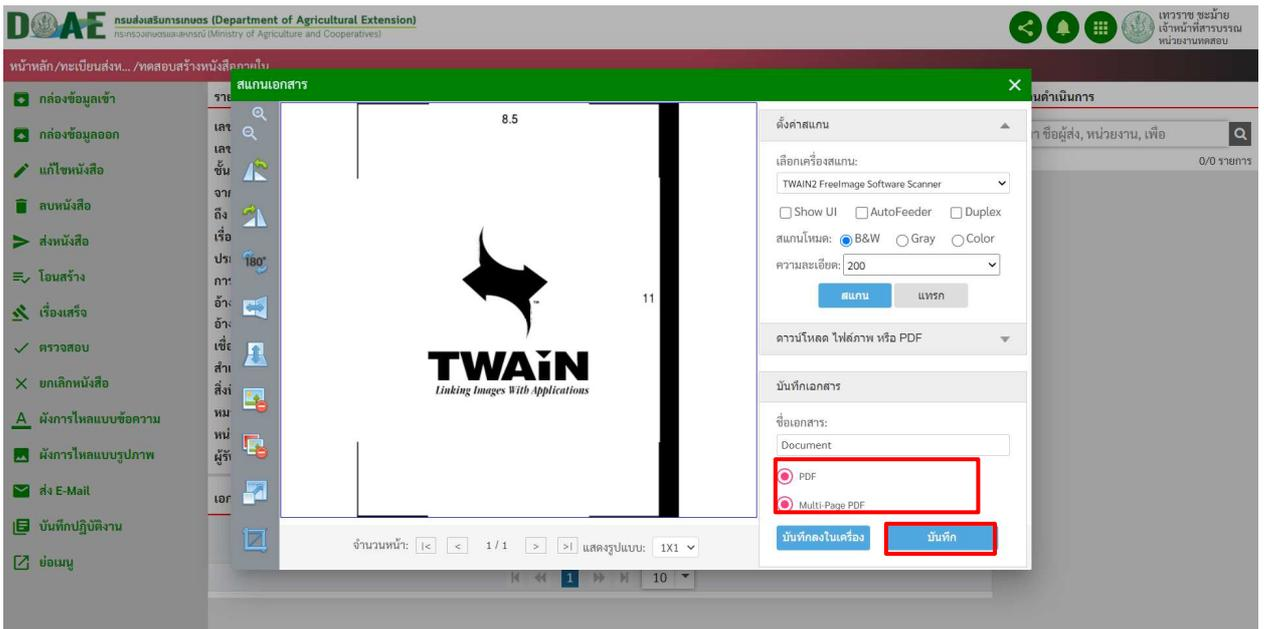 DOAE
กรมส่งเสริมการเกษตร (Department of Agricultural Extension)
กระทรวงเกษตรและสหกรณ์ (Ministry of Agriculture and Cooperatives)
เทวราช ชะม้าย
เจ้าหน้าที่สารบรรณ
หน่วยงานทดสอบ
หน้าหลัก/ทะเบียนส่งห... /ทดสอบสร้างหนังสือภายใน
กล่องข้อมูลเข้า
กล่องข้อมูลออก
แก้ไขหนังสือ
ลบหนังสือ
ส่งหนังสือ
โอนสร้าง
เรื่องเสร็จ
ตรวจสอบ
ยกเลิกหนังสือ
ผังการไหลแบบข้อความ
ผังการไหลแบบรูปภาพ
ส่ง E-Mail
บันทึกปฏิบัติงาน
ย่อเมนู
สแกนเอกสาร
180°
8.5
11
TWAIN
Linking Images With Applications
จำนวนหน้า: |< < 1 / 1 > >| แสดงรูปแบบ: 1X1
ตั้งค่าสแกน
เลือกเครื่องสแกน:
TWAIN2 FreeImage Software Scanner
Show UI AutoFeeder Duplex
สแกนโหมด: B&W Gray Color
ความละเอียด: 200
สแกน แทรก
ดาวน์โหลด ไฟล์ภาพ หรือ PDF
บันทึกเอกสาร
ชื่อเอกสาร:
Document
PDF
Multi-Page PDF
บันทึกลงในเครื่อง บันทึก
ชื่อผู้ส่ง, หน่วยงาน, เพื่อ
0/0 รายการ
1 10